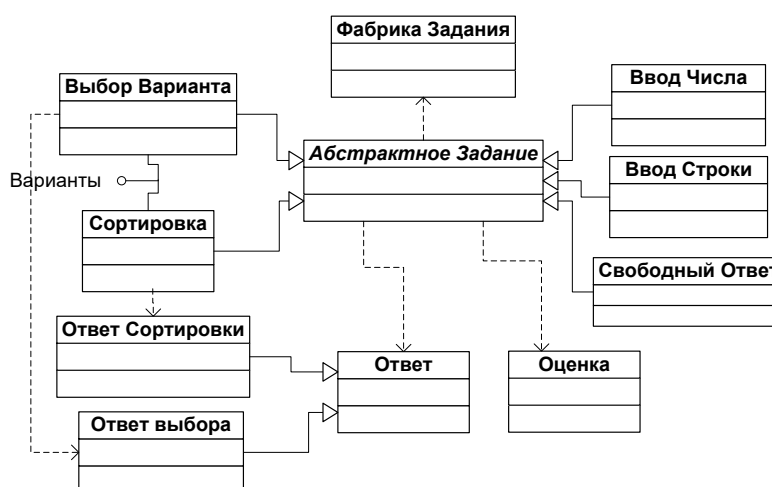 Фабрика Задания
Выбор Варианта
Ввод Числа
Абстрактное Задание
Ввод Строки
Варианты
Сортировка
Свободный Ответ
Ответ Сортировки
Ответ
Оценка
Ответ выбора